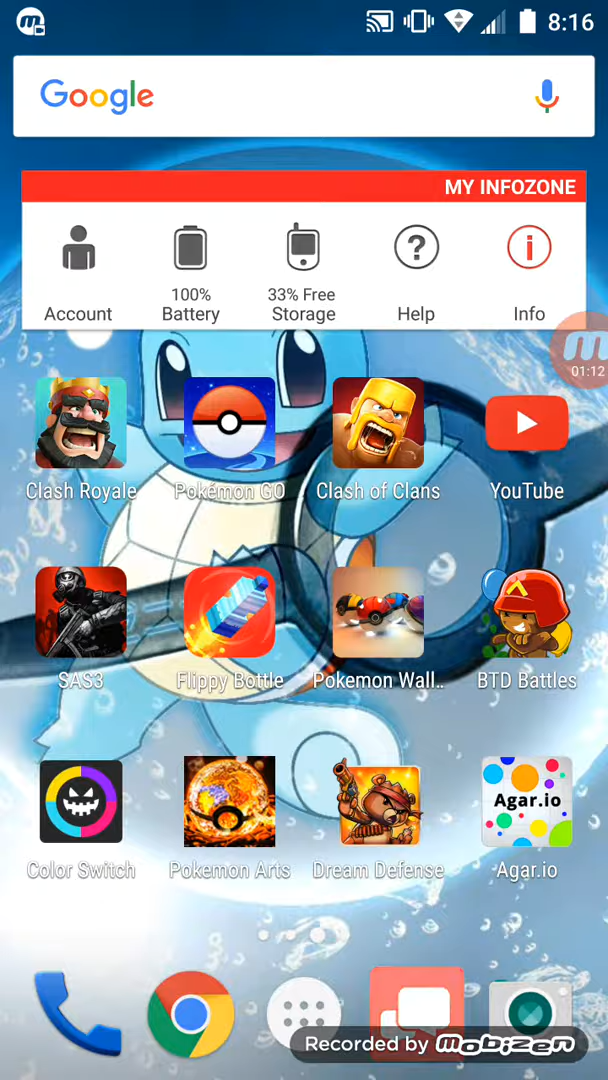 8:16
Google
MY INFOZONE
Account
100%
Battery
33% Free
Storage
Help
Info
01:12
Clash Royale
Pokémon GO
Clash of Clans
YouTube
SAS3
Flippy Bottle
Pokemon Wall..
BTD Battles
Agar.io
Color Switch
Pokemon Arts
Dream Defense
Agar.io
Recorded by mobizen